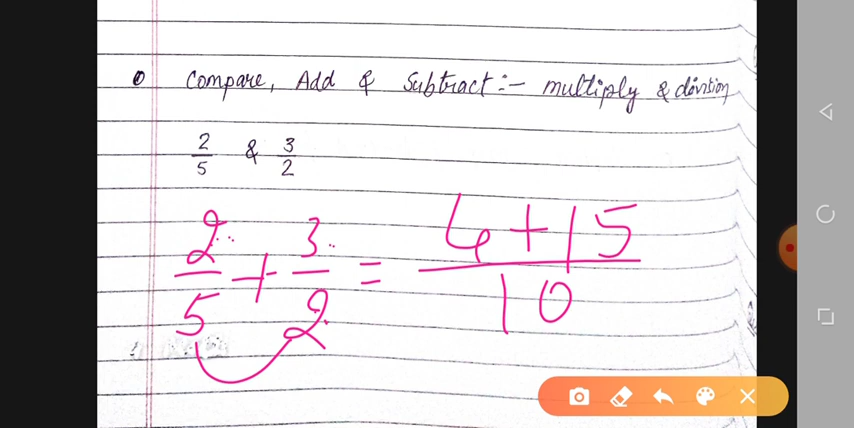 Compare, Add & Subtract :- multiply & division
2/5 & 3/2
2/5 + 3/2 = 4+15/10